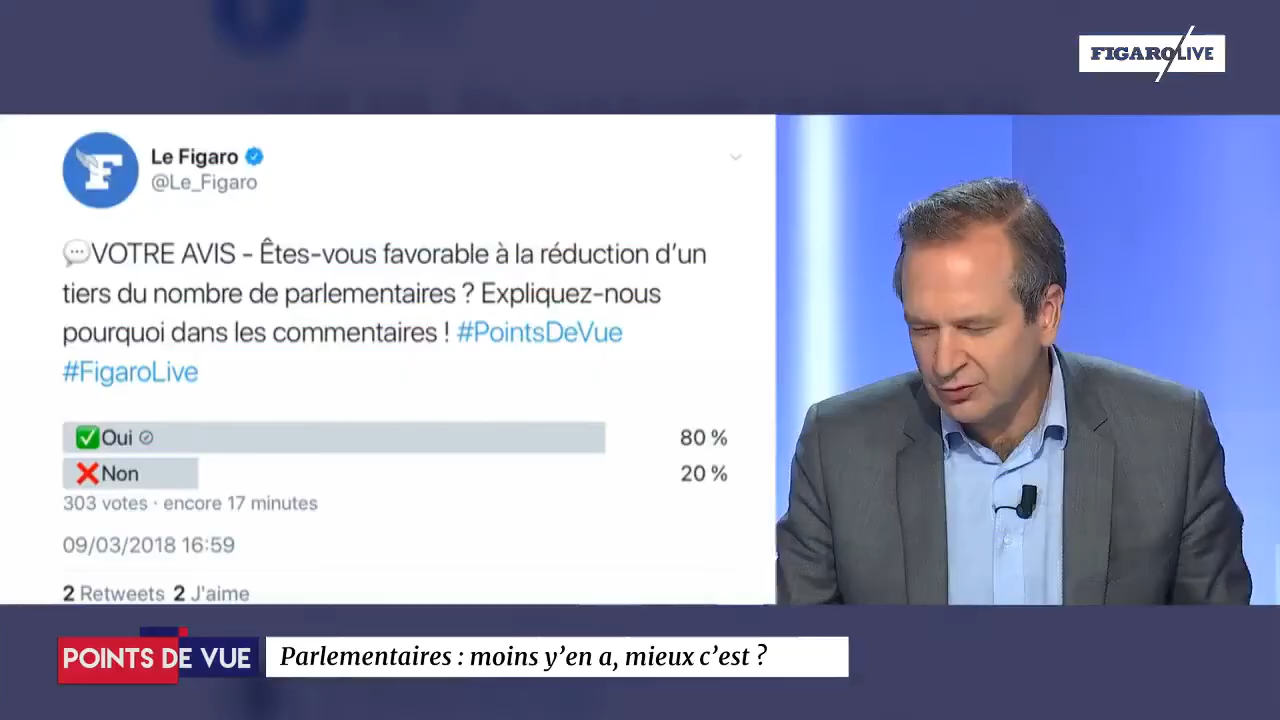 FIGARO LIVE
Le Figaro
@Le_Figaro
VOTRE AVIS - Êtes-vous favorable à la réduction d'un
tiers du nombre de parlementaires ? Expliquez-nous
pourquoi dans les commentaires ! #PointsDeVue
#FigaroLive
Oui
80 %
Non
20 %
303 votes · encore 17 minutes
09/03/2018 16:59
2 Retweets 2 J'aime
POINTS DE VUE
Parlementaires : moins y'en a, mieux c'est ?